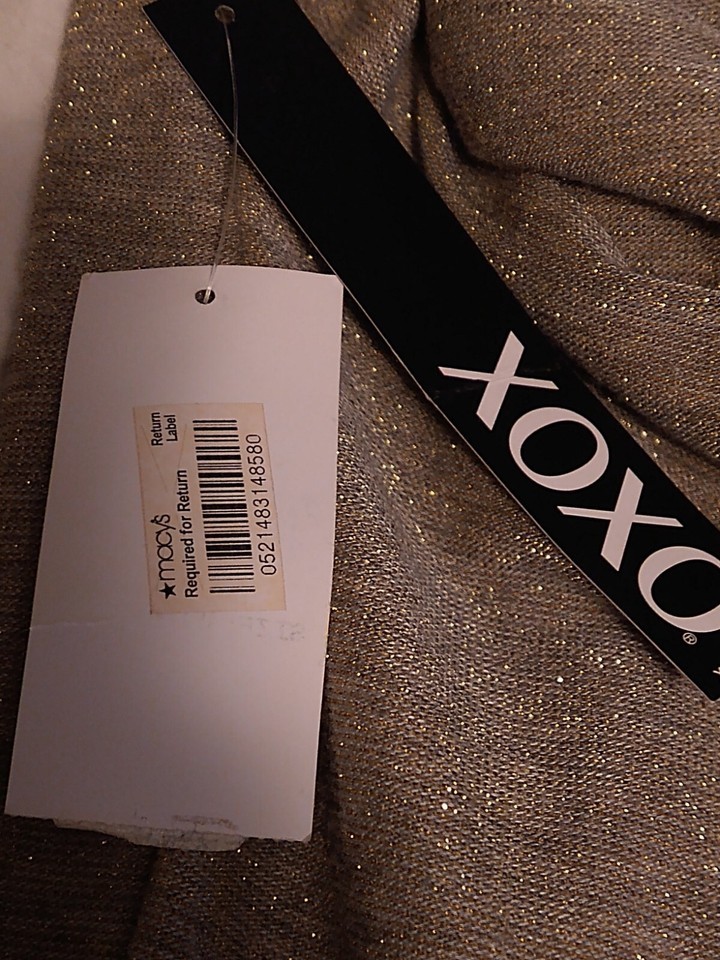 XOXO®
Return
Label
★macy's
Required for Return
0521483148580